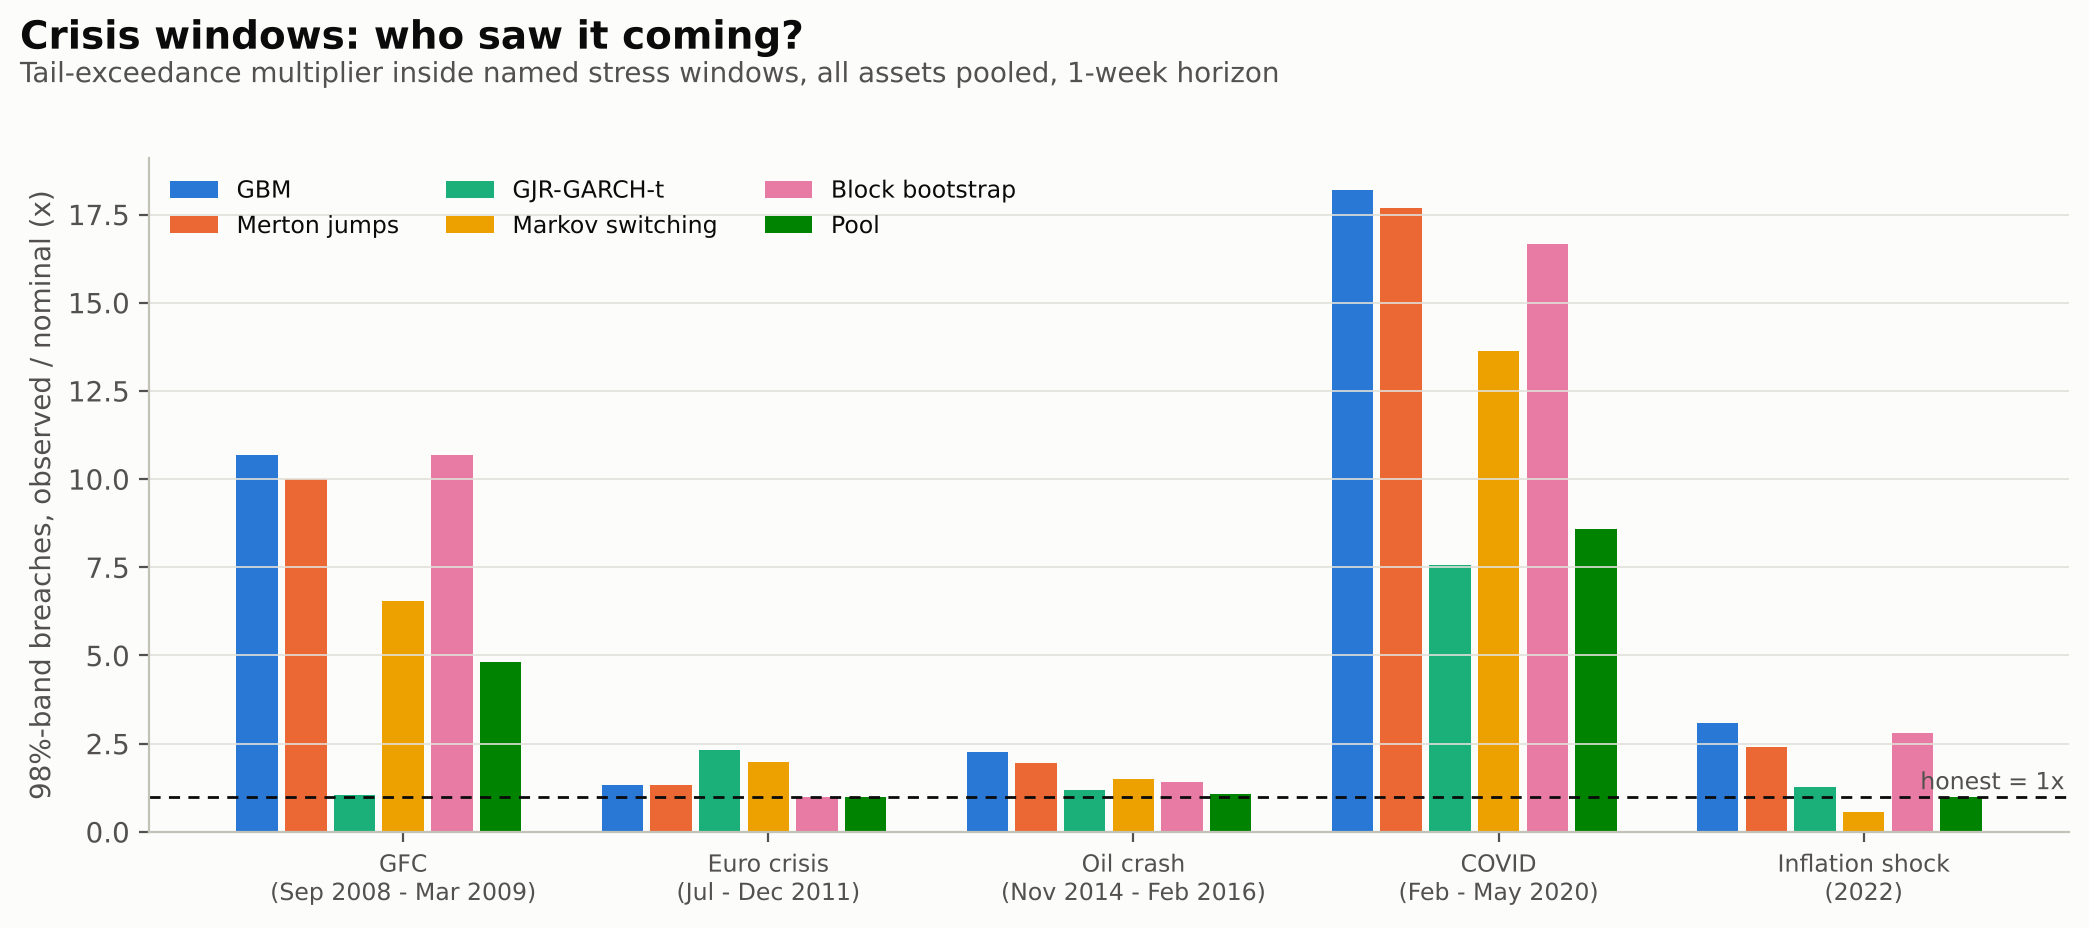 Crisis windows: who saw it coming?
Tail-exceedance multiplier inside named stress windows, all assets pooled, 1-week horizon
98%-band breaches, observed / nominal (x)
GBM
Merton jumps
GJR-GARCH-t
Markov switching
Block bootstrap
Pool
17.5
15.0
12.5
10.0
7.5
5.0
2.5
0.0
honest = 1x
GFC
(Sep 2008 - Mar 2009)
Euro crisis
(Jul - Dec 2011)
Oil crash
(Nov 2014 - Feb 2016)
COVID
(Feb - May 2020)
Inflation shock
(2022)